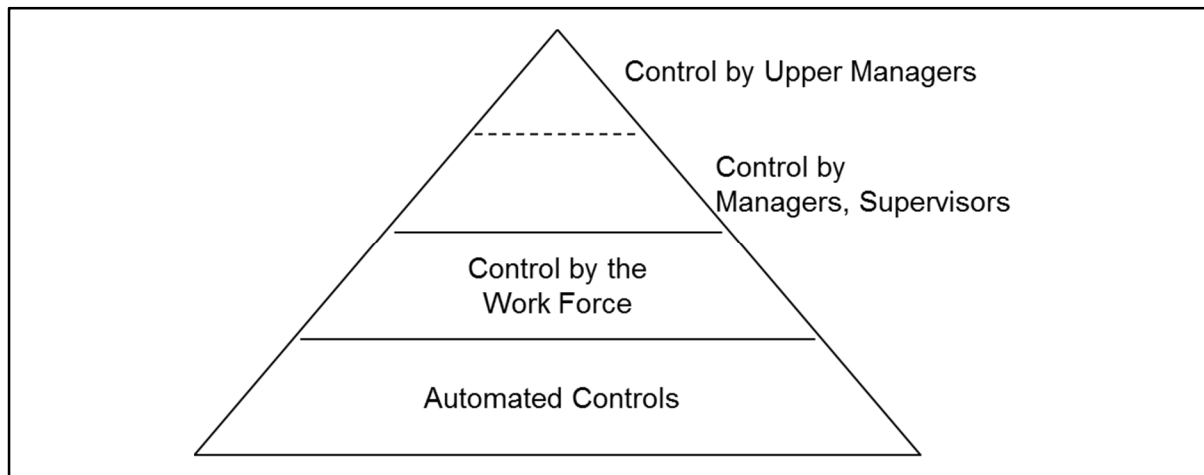 Control by Upper Managers
Control by
Managers, Supervisors
Control by the
Work Force
Automated Controls